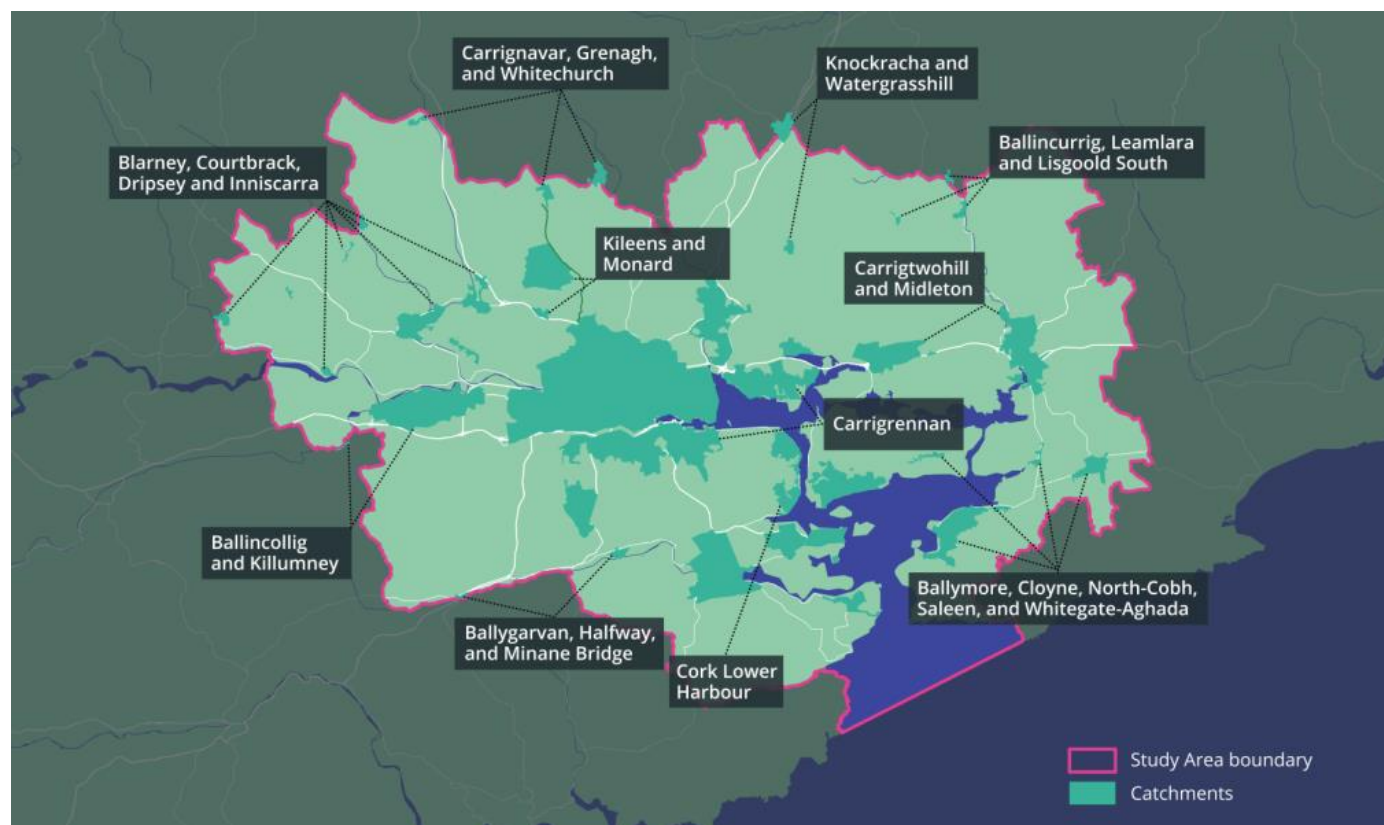 Carrignavar, Grenagh,
and Whitechurch
Knockracha and
Watergrasshill
Ballincurrig, Leamlara
and Lisgoold South
Blarney, Courtbrack,
Dripsey and Inniscarra
Kileens and
Monard
Carrigtwohill
and Midleton
Carrigrennan
Ballincollig
and Killumney
Ballymore, Cloyne, North-Cobh,
Saleen, and Whitegate-Aghada
Ballygarvan, Halfway,
and Minane Bridge
Cork Lower
Harbour
Study Area boundary
Catchments